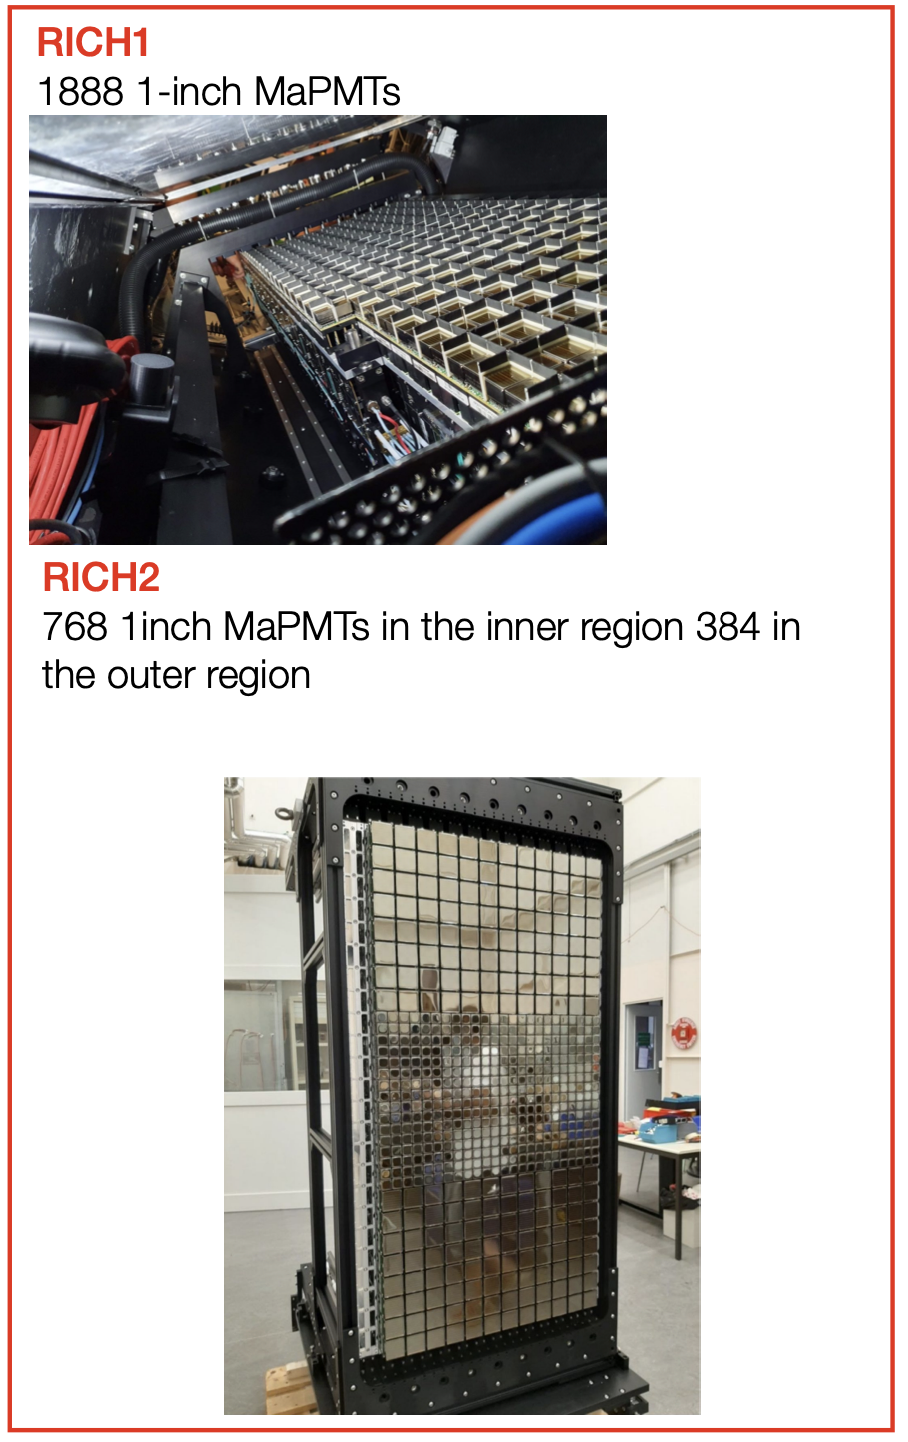 RICH1
1888 1-inch MaPMTs
RICH2
768 1inch MaPMTs in the inner region 384 in
the outer region